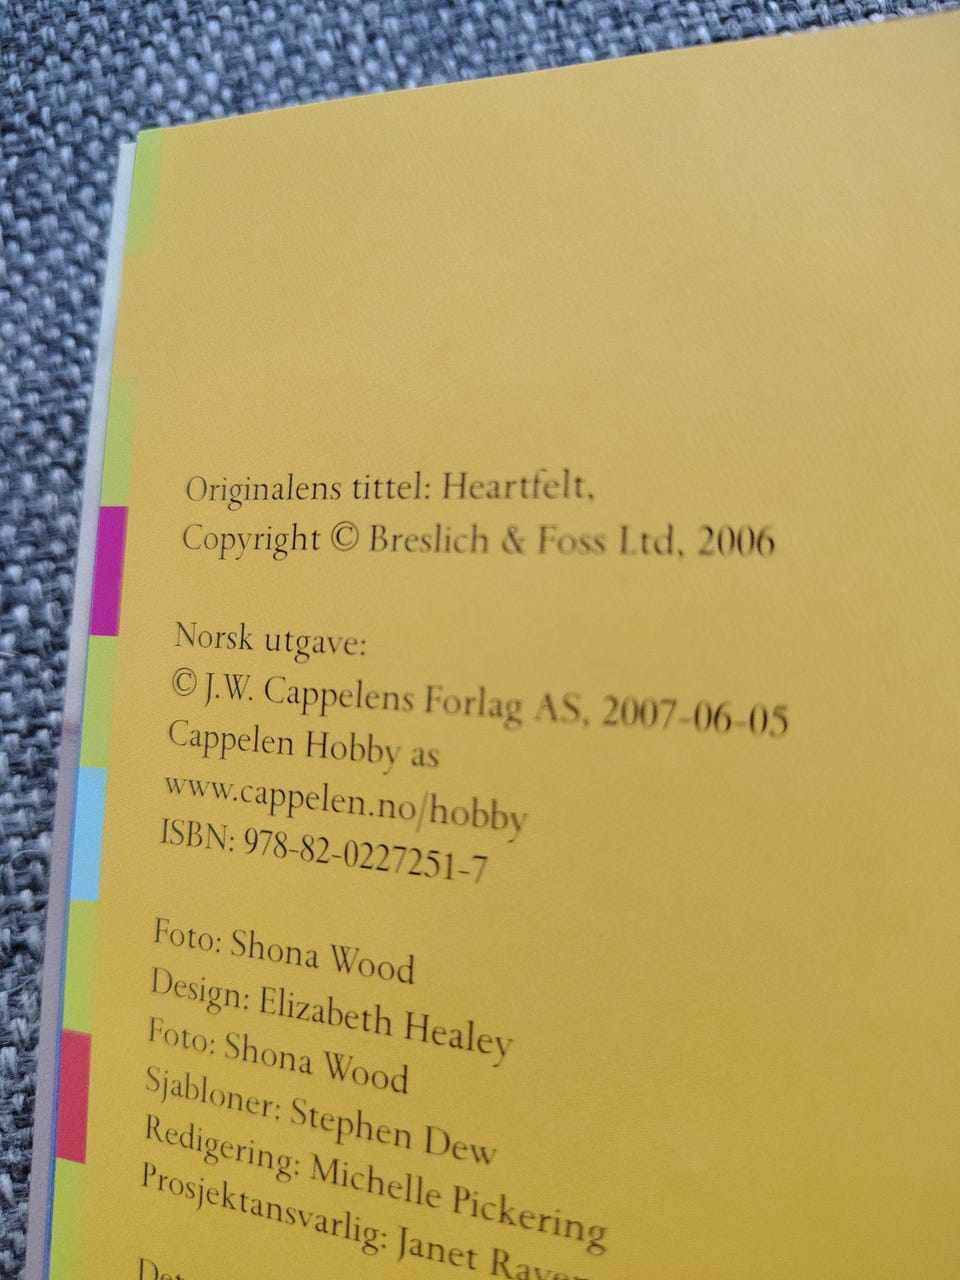 Originalens tittel: Heartfelt,
Copyright © Breslich & Foss Ltd, 2006
Norsk utgave:
© J.W. Cappelens Forlag AS, 2007-06-05
Cappelen Hobby as
www.cappelen.no/hobby
ISBN: 978-82-0227251-7
Foto: Shona Wood
Design: Elizabeth Healey
Foto: Shona Wood
Sjabloner: Stephen Dew
Redigering: Michelle Pickering
Prosjektansvarlig: Janet